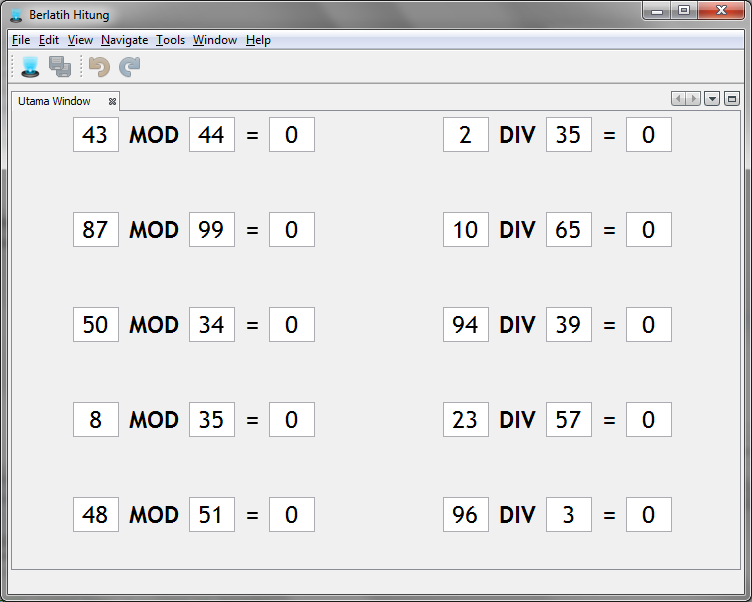 Berlatih Hitung
File Edit View Navigate Tools Window Help
Utama Window
43 MOD 44 = 0 2 DIV 35 = 0
87 MOD 99 = 0 10 DIV 65 = 0
50 MOD 34 = 0 94 DIV 39 = 0
8 MOD 35 = 0 23 DIV 57 = 0
48 MOD 51 = 0 96 DIV 3 = 0